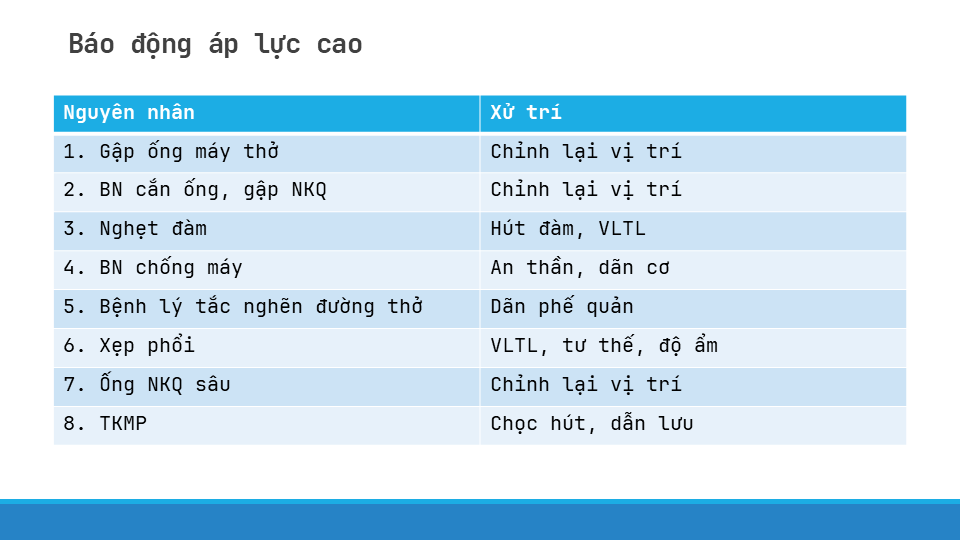 Báo động áp lực cao
Nguyên nhân Xử trí
1. Gập ống máy thở Chỉnh lại vị trí
2. BN cắn ống, gập NKQ Chỉnh lại vị trí
3. Nghẹt đàm Hút đàm, VLTL
4. BN chống máy An thần, dãn cơ
5. Bệnh lý tắc nghẽn đường thở Dãn phế quản
6. Xẹp phổi VLTL, tư thế, độ ẩm
7. Ống NKQ sâu Chỉnh lại vị trí
8. TKMP Chọc hút, dẫn lưu